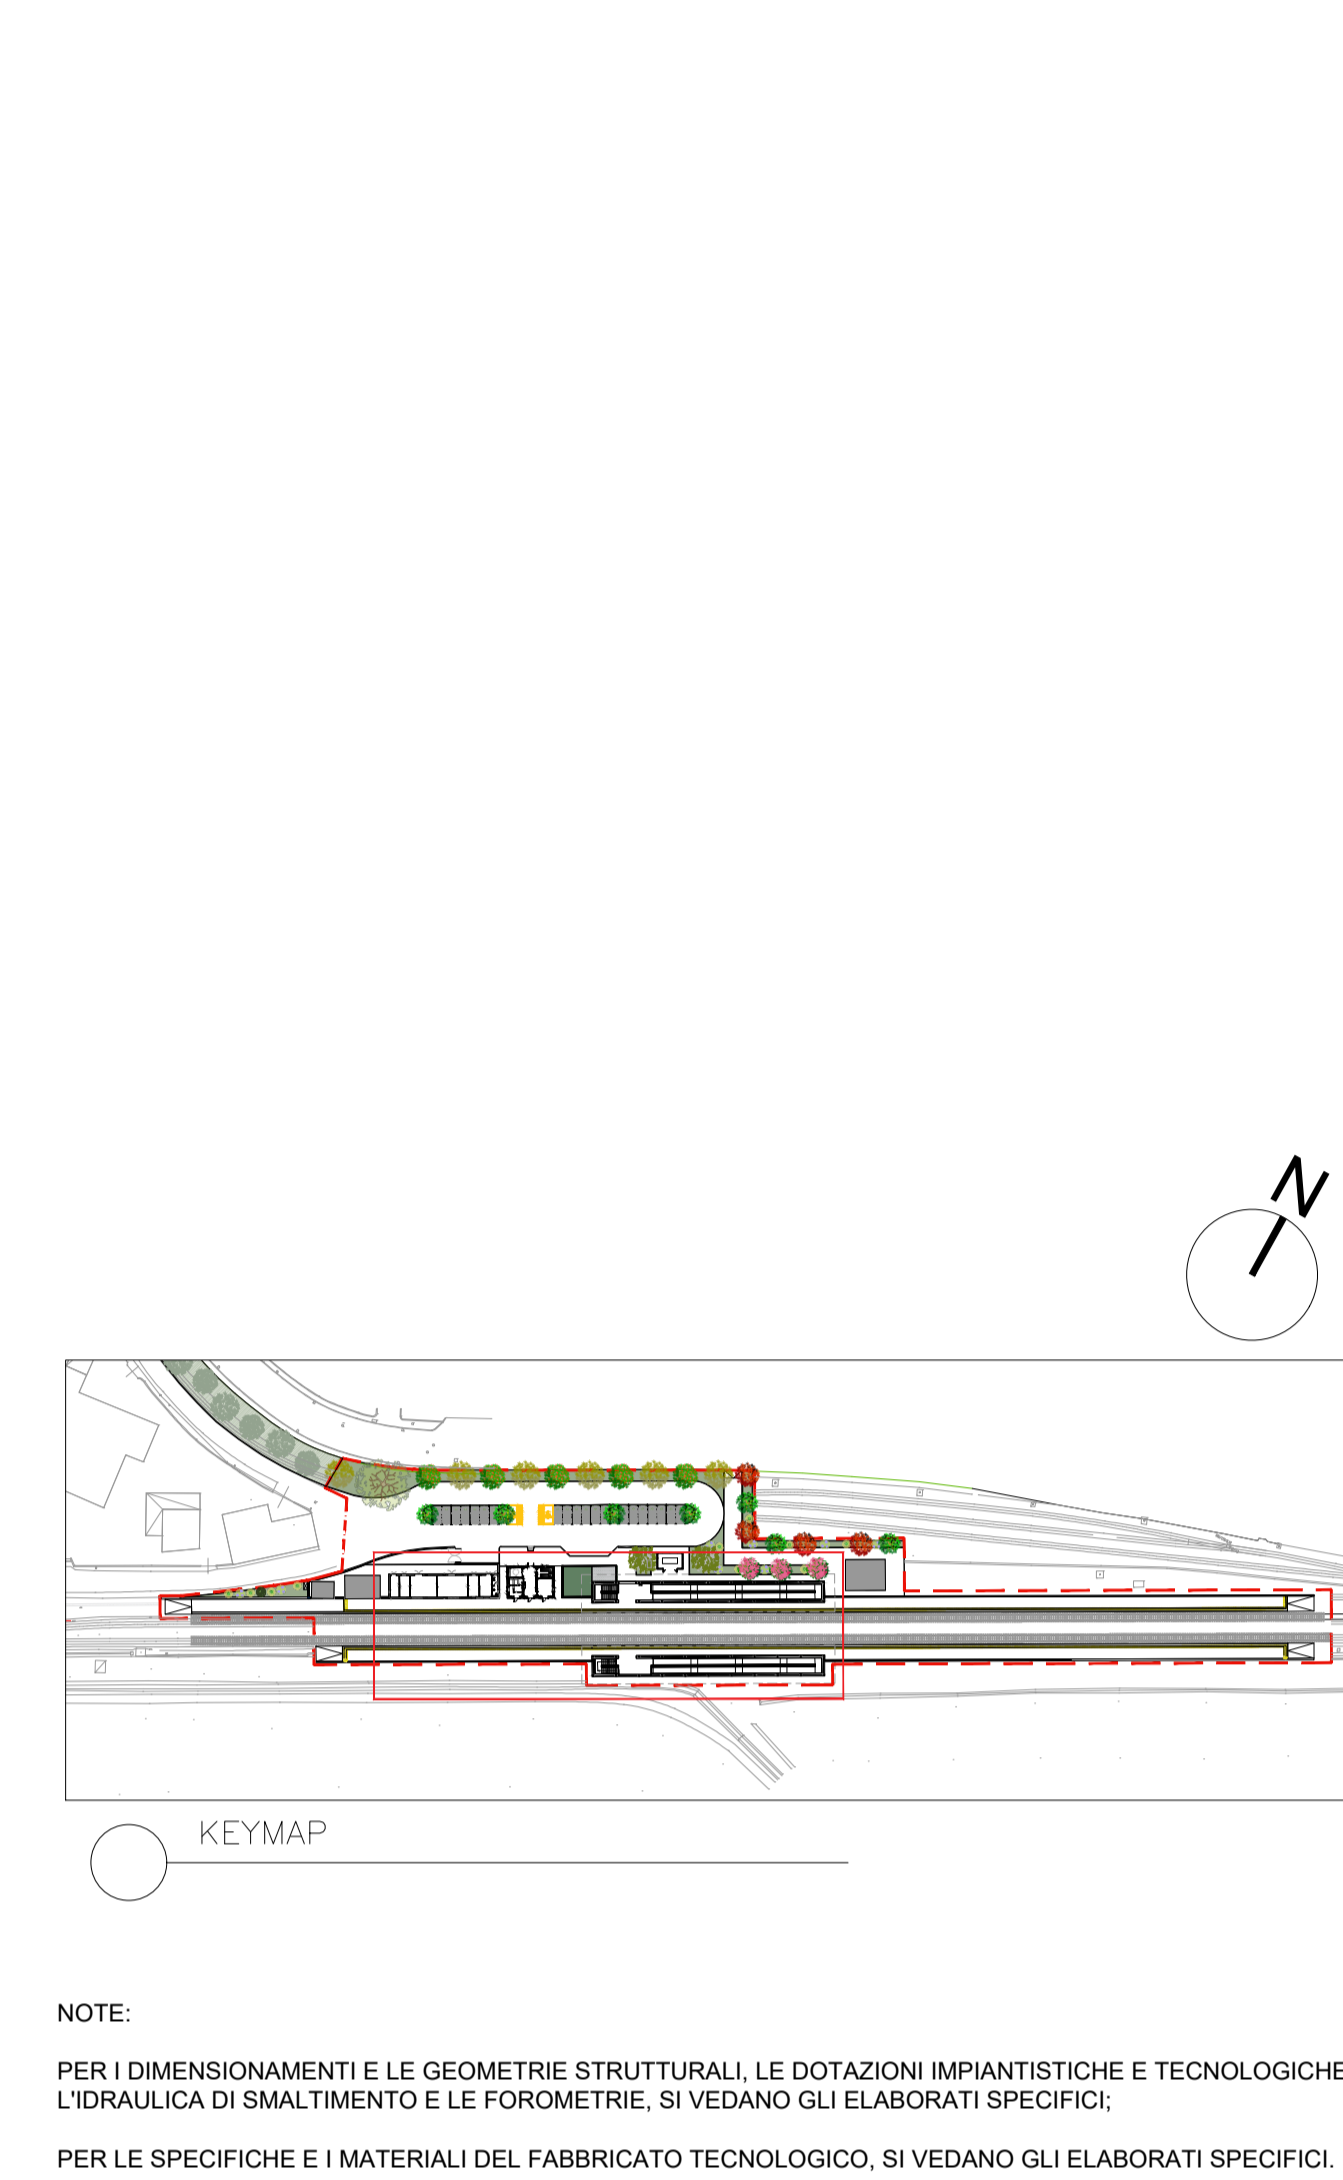 N
KEYMAP
NOTE:
PER I DIMENSIONAMENTI E LE GEOMETRIE STRUTTURALI, LE DOTAZIONI IMPIANTISTICHE E TECNOLOGICHE
L'IDRAULICA DI SMALTIMENTO E LE FOROMETRIE, SI VEDANO GLI ELABORATI SPECIFICI;
PER LE SPECIFICHE E I MATERIALI DEL FABBRICATO TECNOLOGICO, SI VEDANO GLI ELABORATI SPECIFICI.